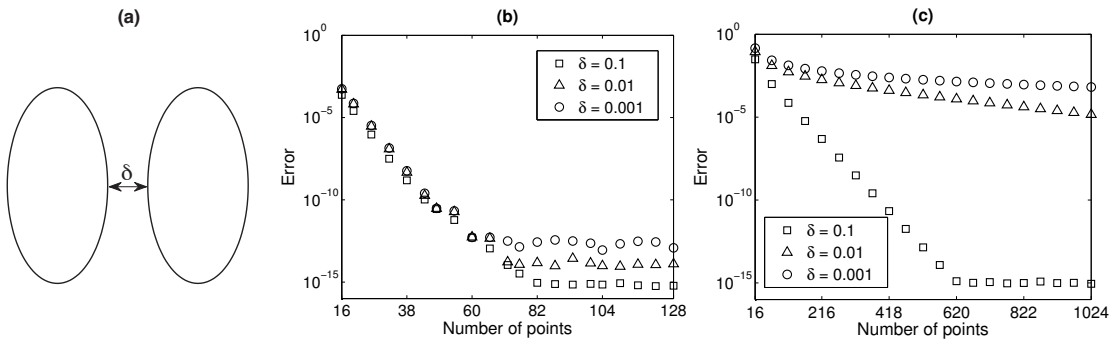 (a)
δ
(b)
Error
10^0
10^−5
10^−10
10^−15
16 38 60 82 104 128
Number of points
δ = 0.1
δ = 0.01
δ = 0.001
(c)
Error
10^0
10^−5
10^−10
10^−15
16 216 418 620 822 1024
Number of points
δ = 0.1
δ = 0.01
δ = 0.001